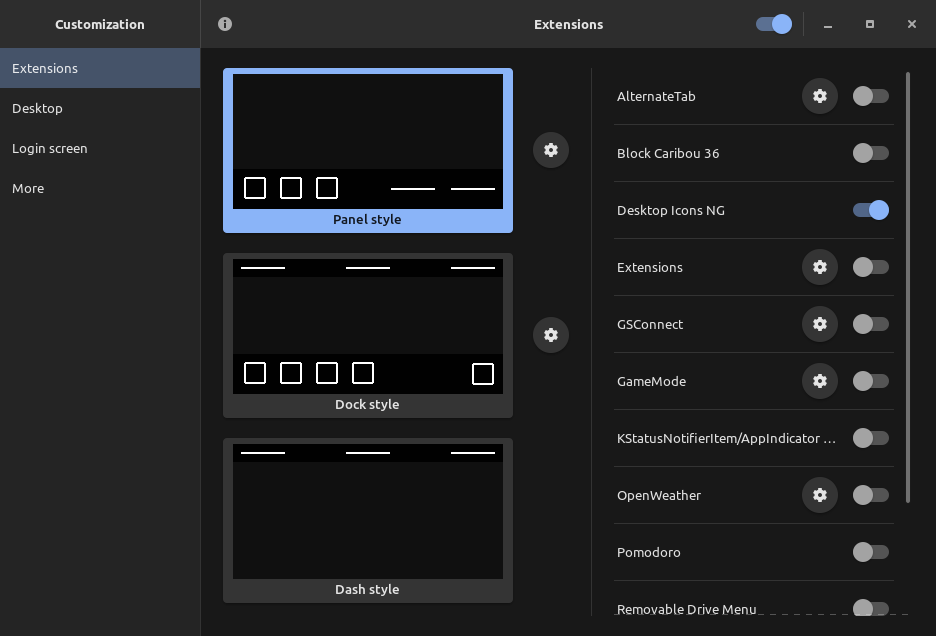 Customization
Extensions
Extensions
Desktop
Login screen
More
Panel style
Dock style
Dash style
AlternateTab
Block Caribou 36
Desktop Icons NG
Extensions
GSConnect
GameMode
KStatusNotifierItem/AppIndicator ...
OpenWeather
Pomodoro
Removable Drive Menu